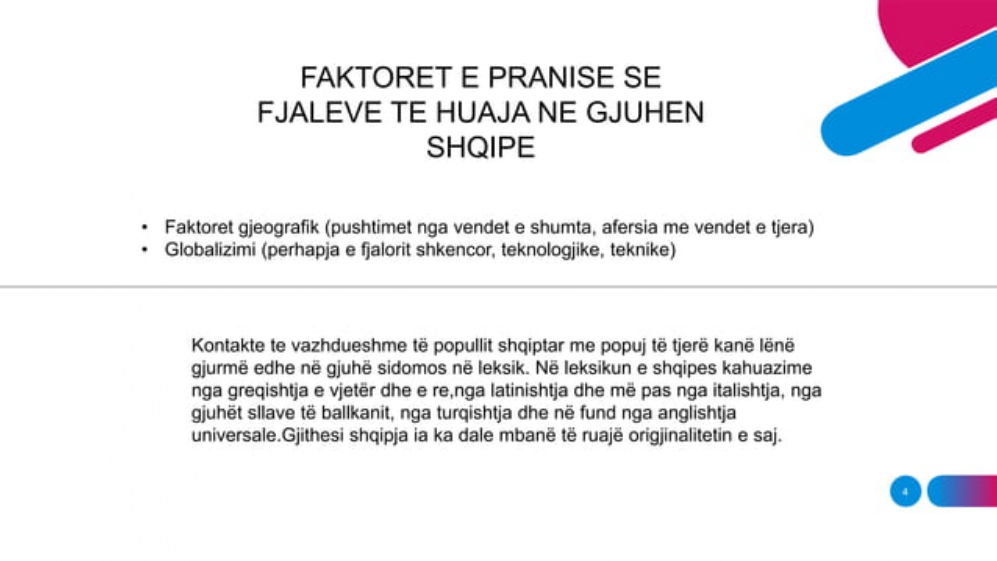 FAKTORET E PRANISE SE
FJALEVE TE HUAJA NE GJUHEN
SHQIPE
• Faktoret gjeografik (pushtimet nga vendet e shumta, afersia me vendet e tjera)
• Globalizimi (perhapja e fjalorit shkencor, teknologjike, teknike)
Kontakte te vazhdueshme të popullit shqiptar me popuj të tjerë kanë lënë
gjurmë edhe në gjuhë sidomos në leksik. Në leksikun e shqipes kahuazime
nga greqishtja e vjetër dhe e re,nga latinishtja dhe më pas nga italishtja, nga
gjuhët sllave të ballkanit, nga turqishtja dhe në fund nga anglishtja
universale.Gjithesi shqipja ia ka dale mbanë të ruajë origjinalitetin e saj.
4